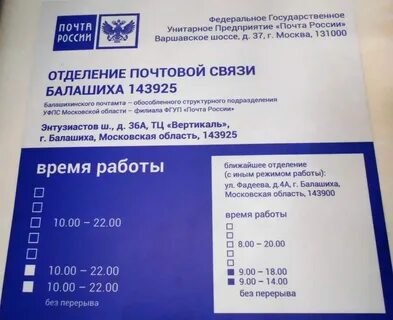 ПОЧТА
РОССИИ
Федеральное Государственное
Унитарное Предприятие «Почта России»
Варшавское шоссе, д. 37, г. Москва, 131000
ОТДЕЛЕНИЕ ПОЧТОВОЙ СВЯЗИ
БАЛАШИХА 143925
Балашихинского почтамта – обособленного структурного подразделения
УФПС Московской области – филиала ФГУП «Почта России»
Энтузиастов ш., д. 36А, ТЦ «Вертикаль»,
г. Балашиха, Московская область, 143925
время работы
10.00 – 22.00
10.00 – 22.00
10.00 – 22.00
без перерыва
ближайшее отделение
(с иным режимом работы):
ул. Фадеева, д.4А, г. Балашиха,
Московская область, 143900
время работы
8.00 – 20.00
9.00 – 18.00
9.00 – 14.00
без перерыва